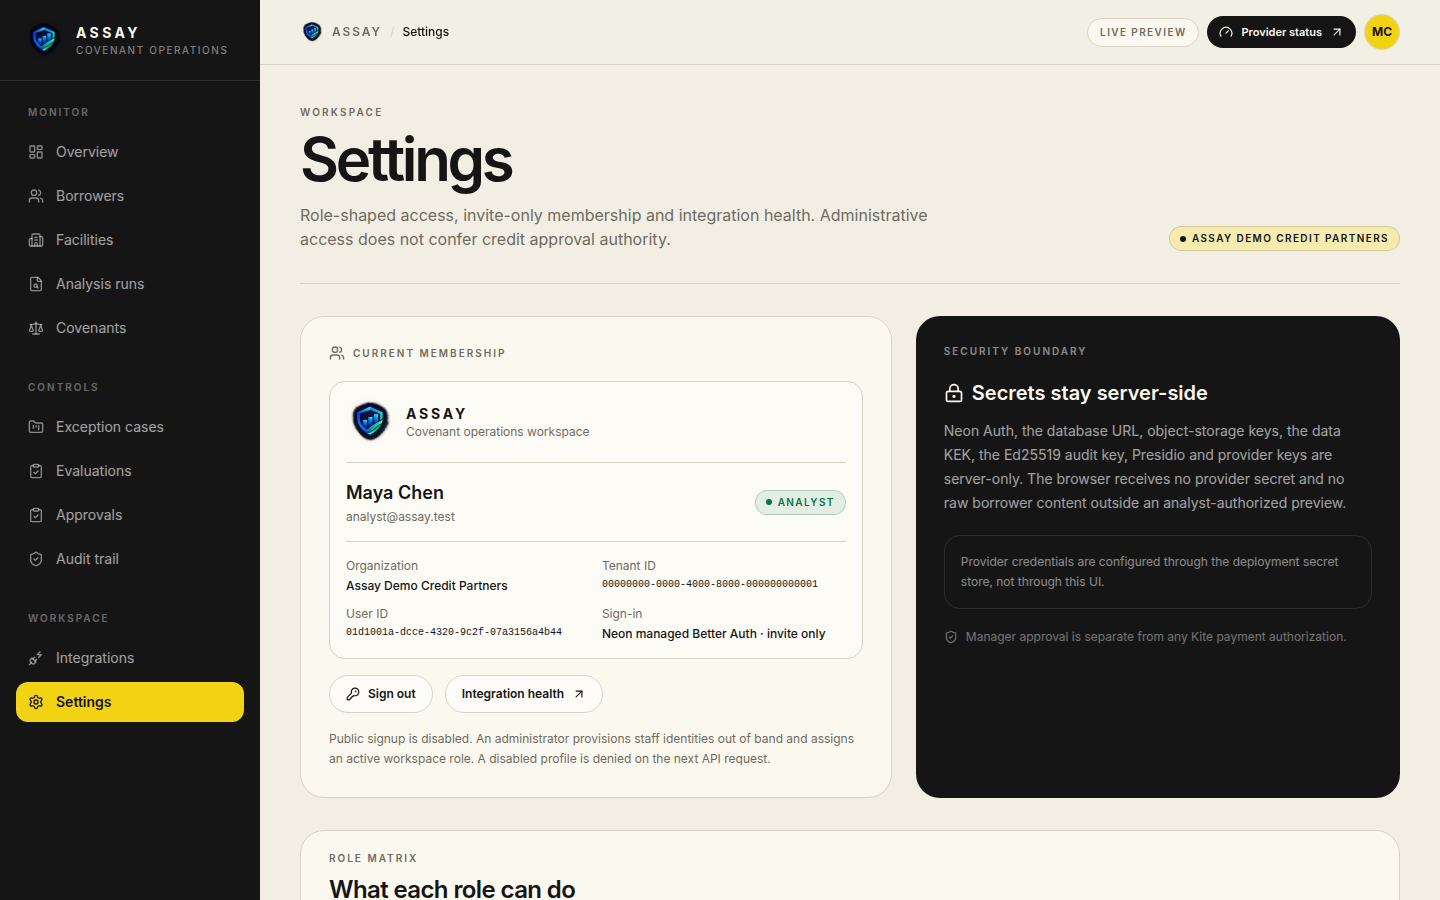 ASSAY
COVENANT OPERATIONS
MONITOR
Overview
Borrowers
Facilities
Analysis runs
Covenants
CONTROLS
Exception cases
Evaluations
Approvals
Audit trail
WORKSPACE
Integrations
Settings
ASSAY / Settings
LIVE PREVIEW
Provider status
MC
WORKSPACE
Settings
Role-shaped access, invite-only membership and integration health. Administrative
access does not confer credit approval authority.
ASSAY DEMO CREDIT PARTNERS
CURRENT MEMBERSHIP
ASSAY
Covenant operations workspace
Maya Chen
analyst@assay.test
ANALYST
Organization
Assay Demo Credit Partners
Tenant ID
00000000-0000-4000-8000-000000000001
User ID
01d1001a-dcce-4320-9c2f-07a3156a4b44
Sign-in
Neon managed Better Auth · invite only
Sign out
Integration health
Public signup is disabled. An administrator provisions staff identities out of band and assigns
an active workspace role. A disabled profile is denied on the next API request.
SECURITY BOUNDARY
Secrets stay server-side
Neon Auth, the database URL, object-storage keys, the data
KEK, the Ed25519 audit key, Presidio and provider keys are
server-only. The browser receives no provider secret and no
raw borrower content outside an analyst-authorized preview.
Provider credentials are configured through the deployment secret
store, not through this UI.
Manager approval is separate from any Kite payment authorization.
ROLE MATRIX
What each role can do